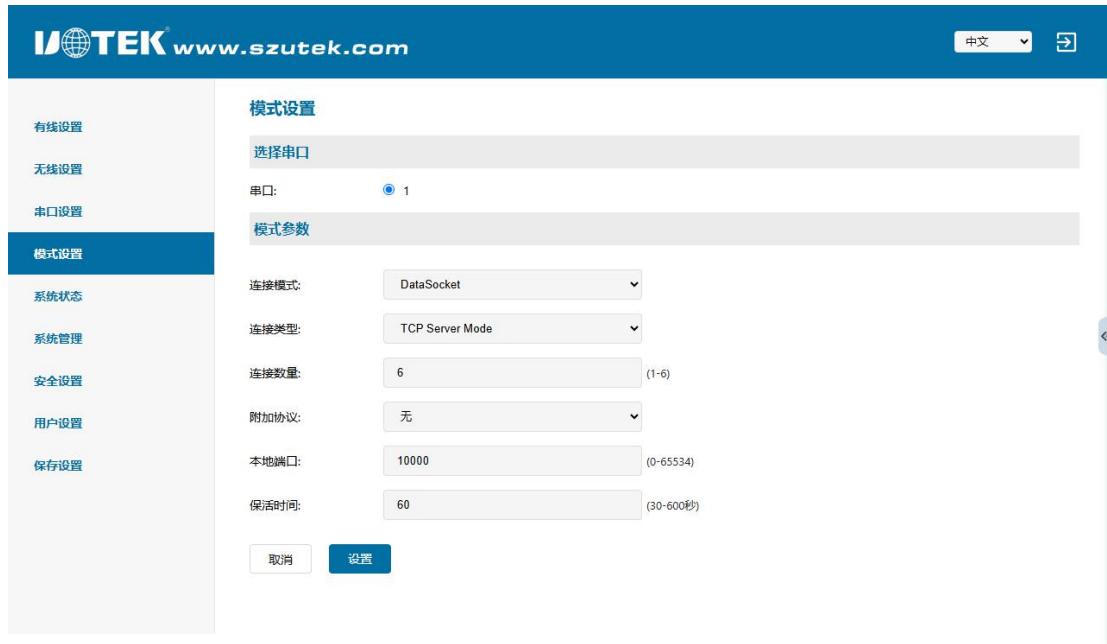 UOTEK www.szutek.com
中文
有线设置
无线设置
串口设置
模式设置
系统状态
系统管理
安全设置
用户设置
保存设置
模式设置
选择串口
串口: 1
模式参数
连接模式: DataSocket
连接类型: TCP Server Mode
连接数量: 6 (1-6)
附加协议: 无
本地端口: 10000 (0-65534)
保活时间: 60 (30-600秒)
取消 设置